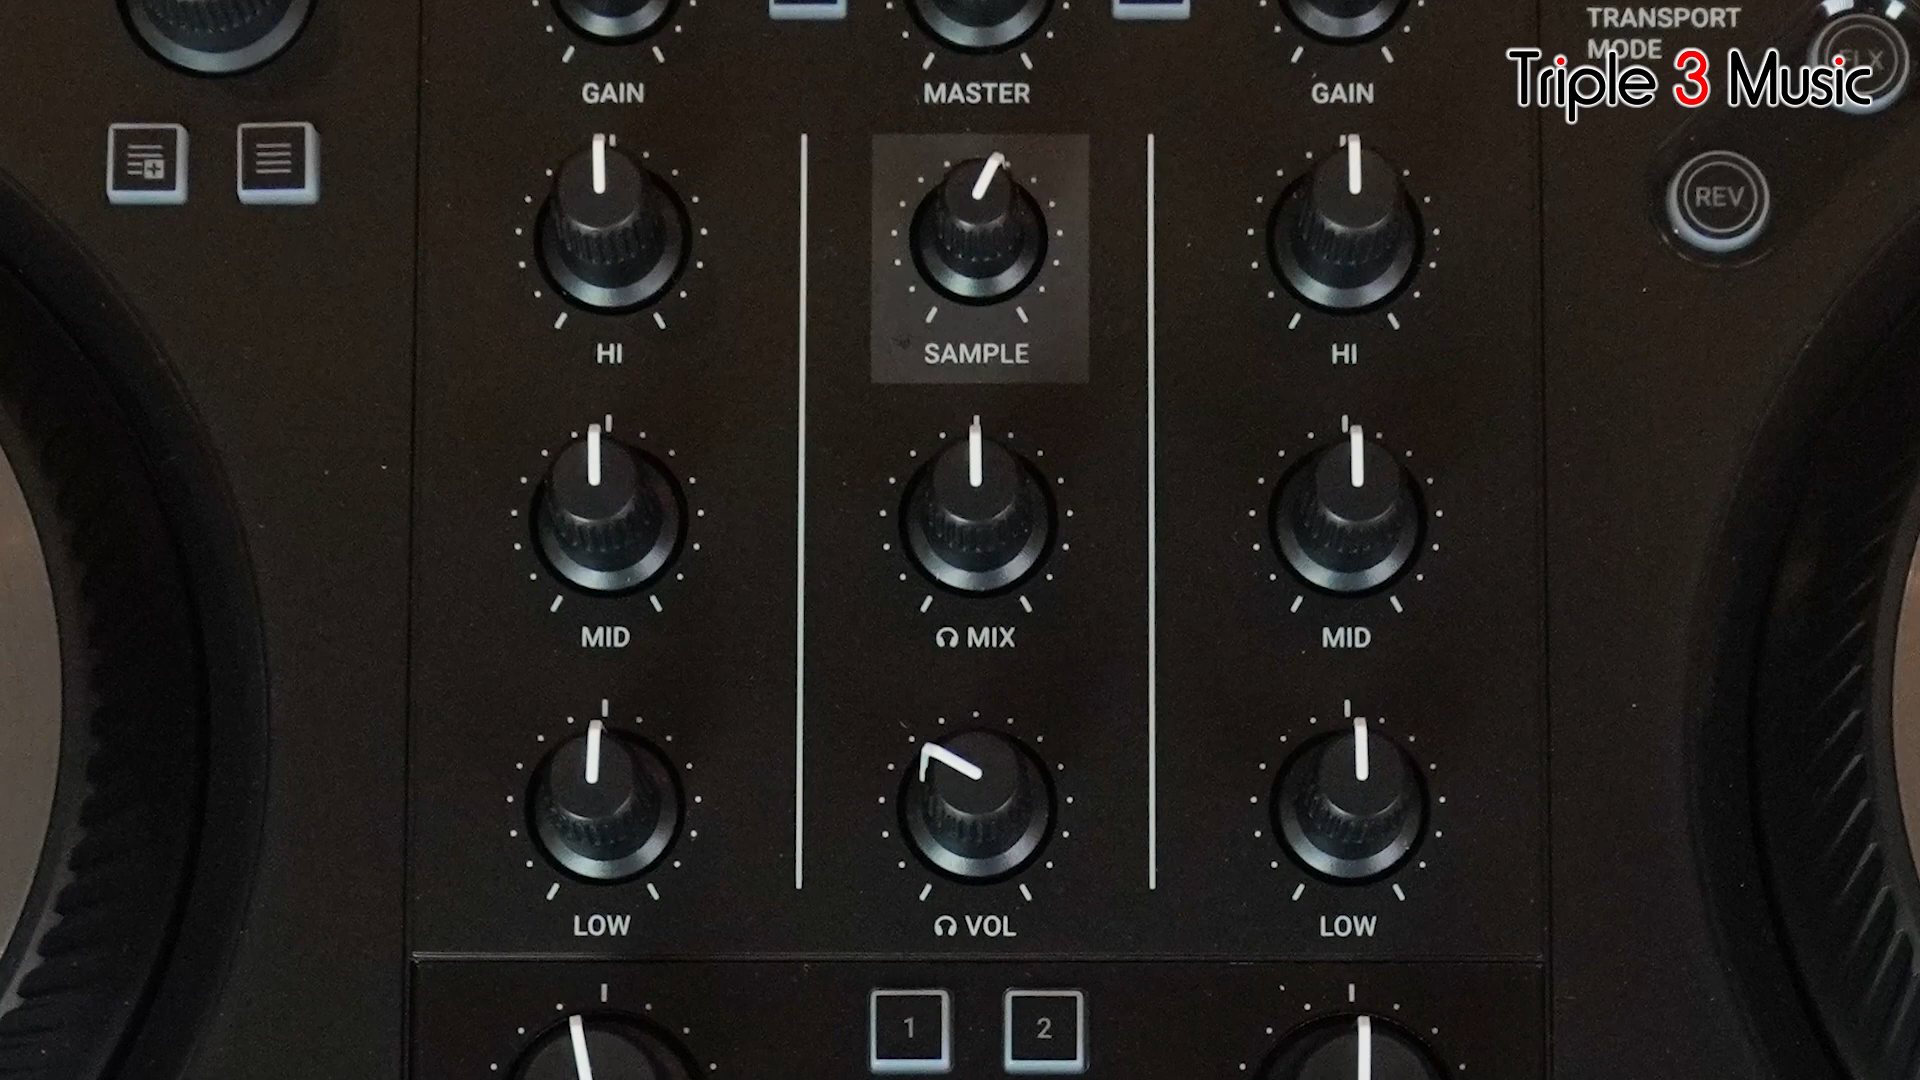 TRANSPORT
MODE
FLX
Triple 3 Music
GAIN
MASTER
GAIN
REV
HI
SAMPLE
HI
MID
MIX
MID
LOW
VOL
LOW
1
2